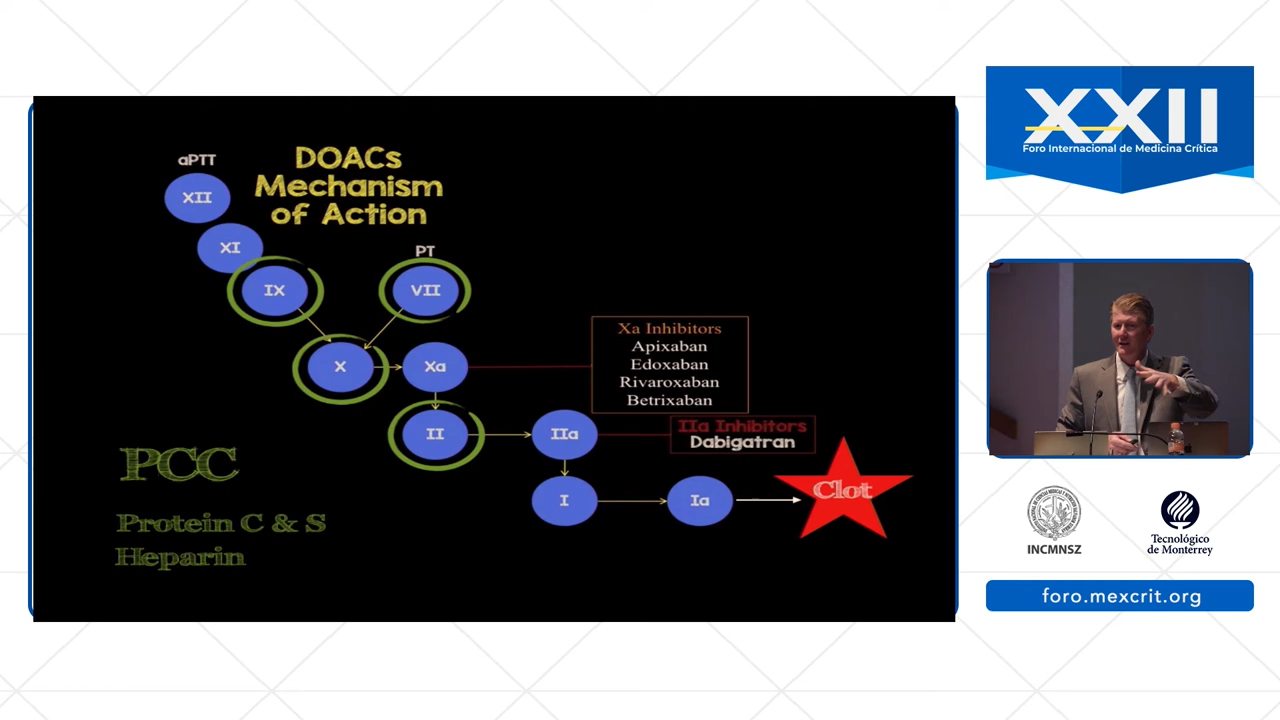 aPTT
XII
XI
IX
DOACs
Mechanism
of Action
PT
VII
X
Xa
II
IIa
I
Ia
Xa Inhibitors
Apixaban
Edoxaban
Rivaroxaban
Betrixaban
IIa Inhibitors
Dabigatran
Clot
PCC
Protein C & S
Heparin
XXII
Foro Internacional de Medicina Crítica
INCMNSZ
Tecnológico
de Monterrey
foro.mexcrit.org